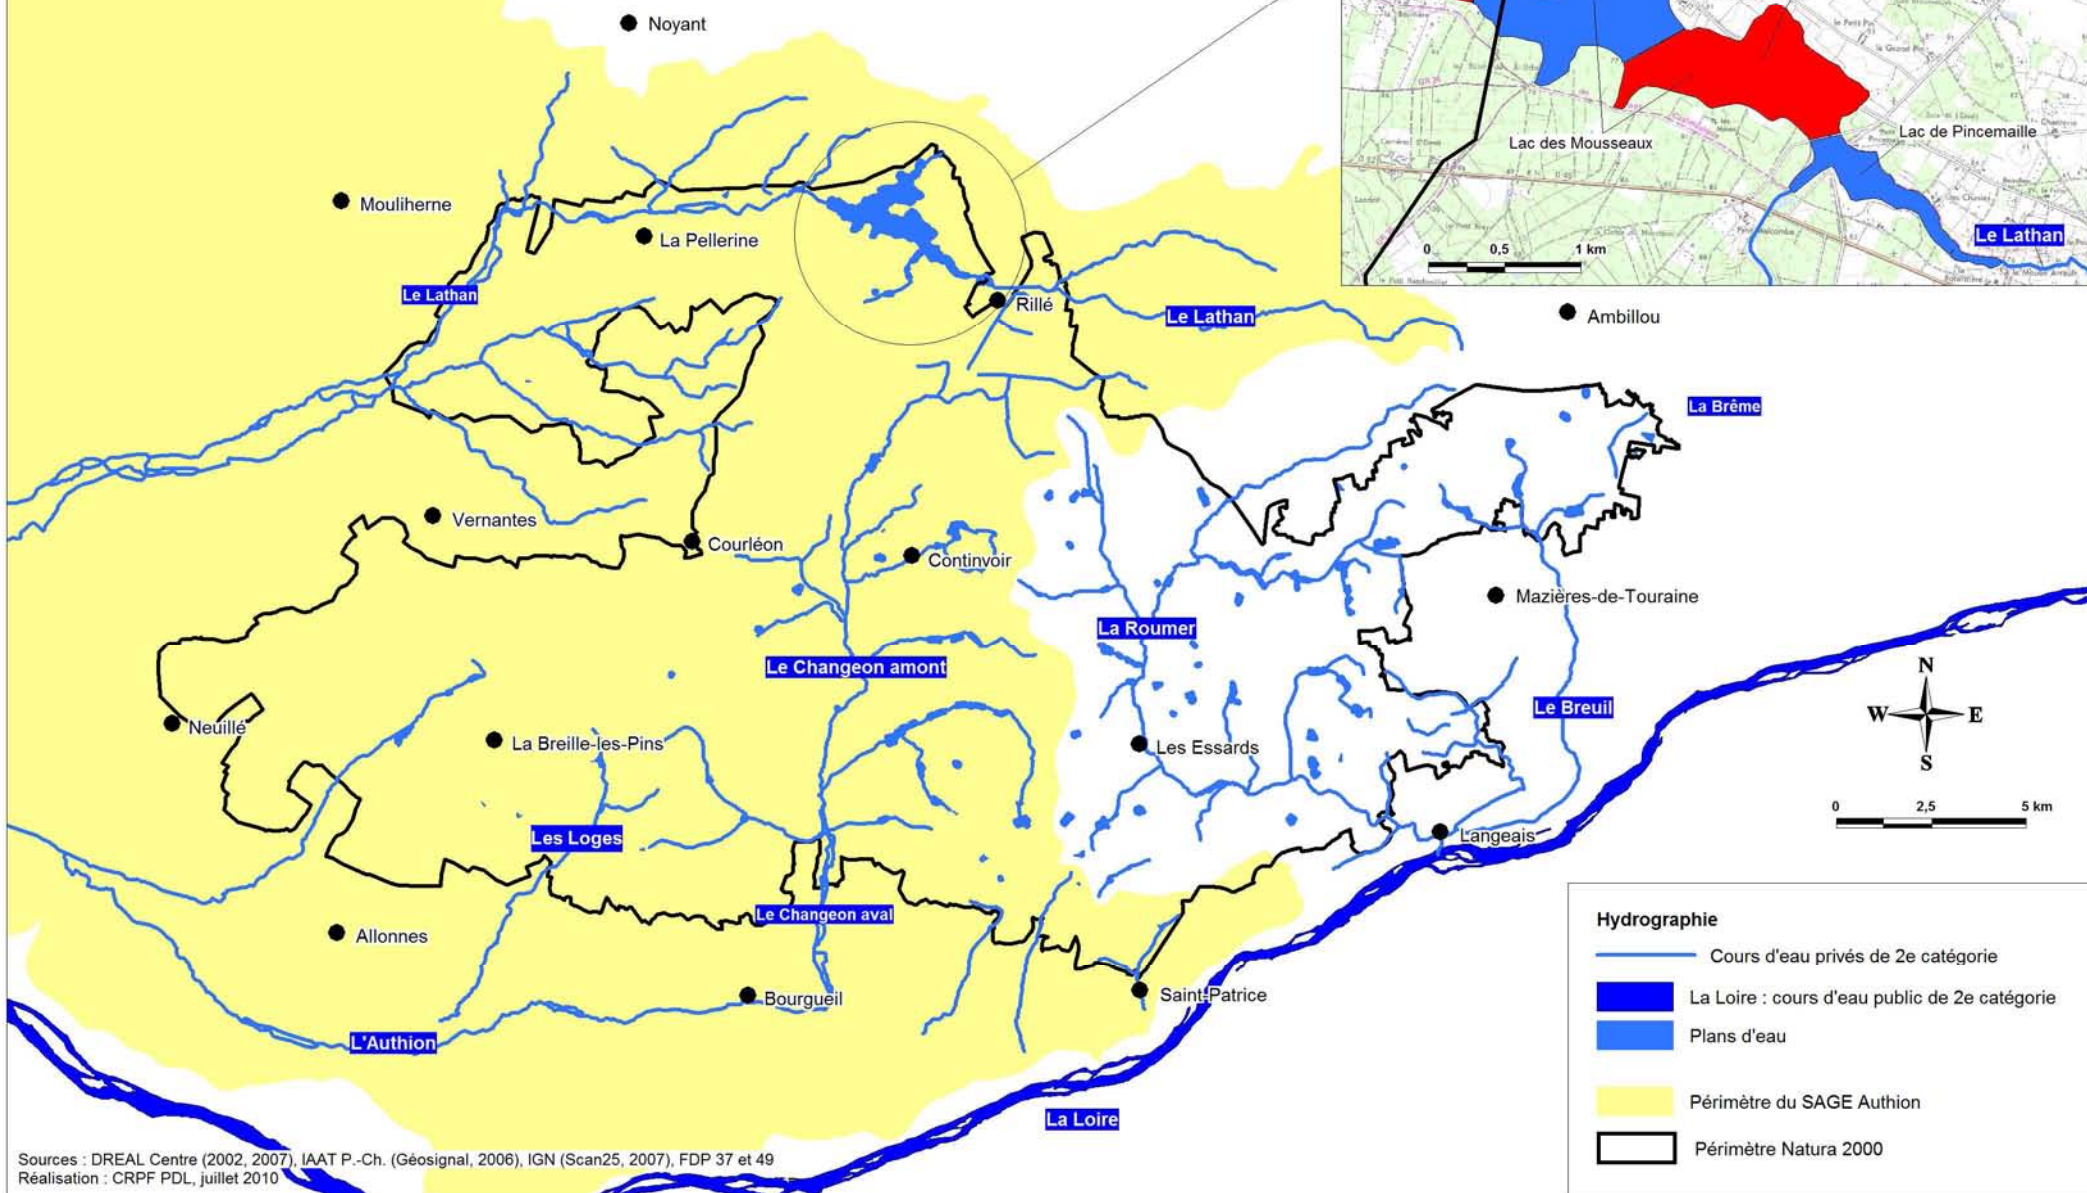 Noyant
Lac des Mousseaux
Lac de Pincemaille
Le Lathan
0 0,5 1 km
Mouliherne
La Pellerine
Le Lathan
Rillé
Le Lathan
Ambillou
La Brême
Vernantes
Courléon
Continvoir
Mazières-de-Touraine
La Roumer
Le Changeon amont
Le Breuil
N
W E
S
Neuillé
La Breille-les-Pins
Les Essards
0 2,5 5 km
Les Loges
Langeais
Le Changeon aval
Allonnes
Bourgueil
Saint-Patrice
L'Authion
La Loire
Hydrographie
Cours d'eau privés de 2e catégorie
La Loire : cours d'eau public de 2e catégorie
Plans d'eau
Périmètre du SAGE Authion
Périmètre Natura 2000
Sources : DREAL Centre (2002, 2007), IAAT P.-Ch. (Géosignal, 2006), IGN (Scan25, 2007), FDP 37 et 49
Réalisation : CRPF PDL, juillet 2010